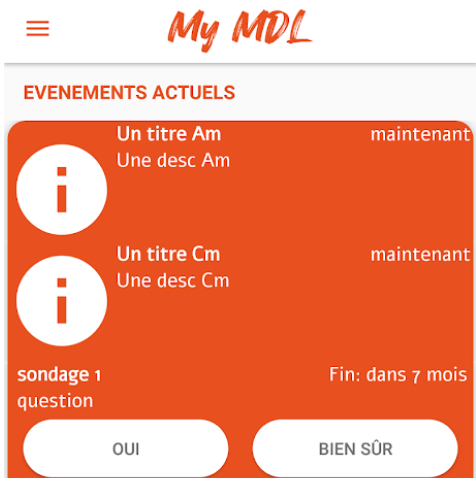 My MDL
EVENEMENTS ACTUELS
Un titre Am maintenant
Une desc Am
Un titre Cm maintenant
Une desc Cm
sondage 1 Fin: dans 7 mois
question
OUI BIEN SÛR